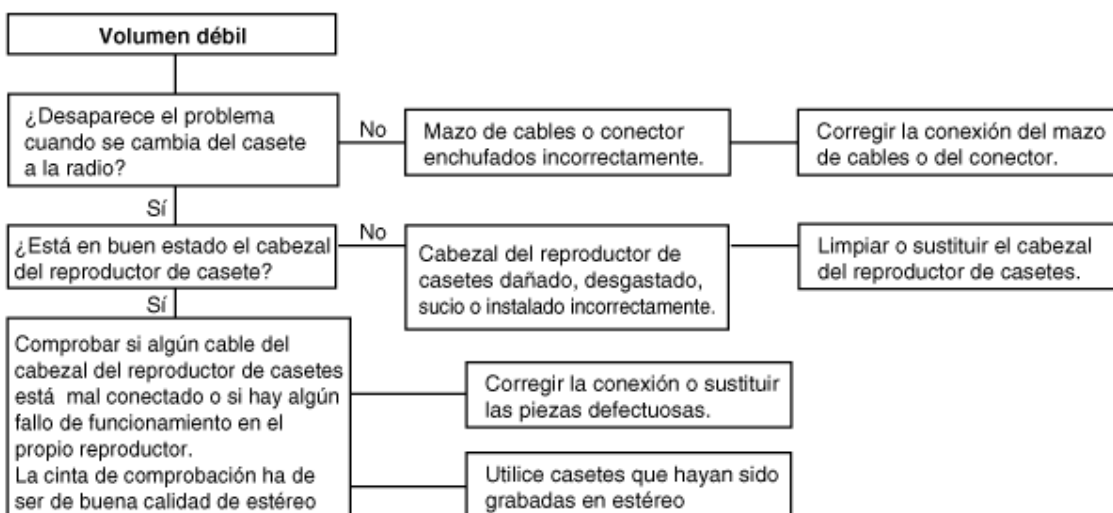 Volumen débil
¿Desaparece el problema
cuando se cambia del casete
a la radio?
No
Mazo de cables o conector
enchufados incorrectamente.
Corregir la conexión del mazo
de cables o del conector.
Sí
¿Está en buen estado el cabezal
del reproductor de casete?
No
Cabezal del reproductor de
casetes dañado, desgastado,
sucio o instalado incorrectamente.
Limpiar o sustituir el cabezal
del reproductor de casetes.
Sí
Comprobar si algún cable del
cabezal del reproductor de casetes
está mal conectado o si hay algún
fallo de funcionamiento en el
propio reproductor.
La cinta de comprobación ha de
ser de buena calidad de estéreo
Corregir la conexión o sustituir
las piezas defectuosas.
Utilice casetes que hayan sido
grabadas en estéreo